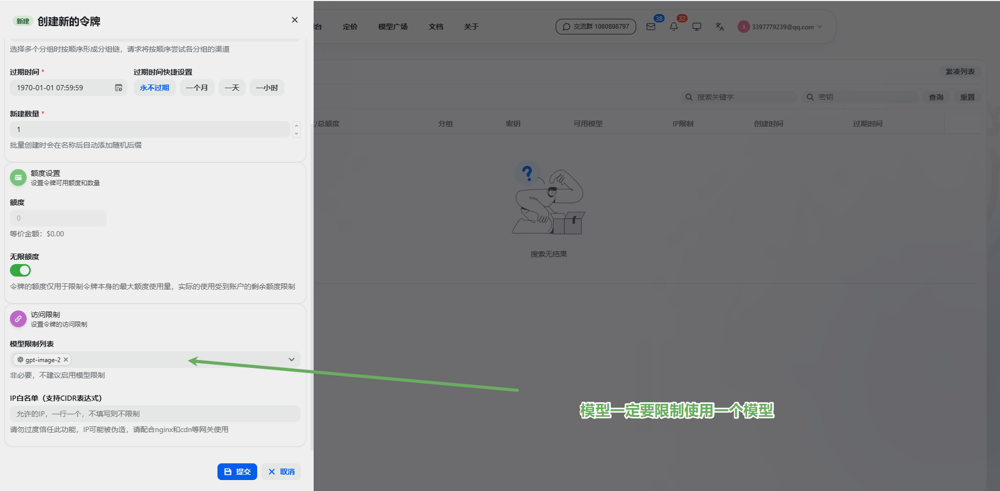 新建 创建新的令牌
选择多个分组时按顺序形成分组链，请求将按顺序尝试各分组的渠道
过期时间 *
过期时间快捷设置
1970-01-01 07:59:59
永不过期 一个月 一天 一小时
新建数量 *
1
批量创建时会在名称后自动添加随机后缀
额度设置
设置令牌可用额度和数量
额度
0
等价金额：$0.00
无限额度
令牌的额度仅用于限制令牌本身的最大额度使用量，实际的使用受到账户的剩余额度限制
访问限制
设置令牌的访问限制
模型限制列表
gpt-image-2
非必要，不建议启用模型限制
IP白名单（支持CIDR表达式）
允许的IP，一行一个，不填写则不限制
请勿过度信任此功能，IP可能被伪造，请配合nginx和cdn等网关使用
提交 取消
台 定价 模型广场 文档 关于
交流群 1080898797 38 32 3 3397779239@qq.com
紧凑列表
搜索关键字 密钥 查询 重置
/总额度 分组 密钥 可用模型 IP限制 创建时间 过期时间
?
搜索无结果
模型一定要限制使用一个模型